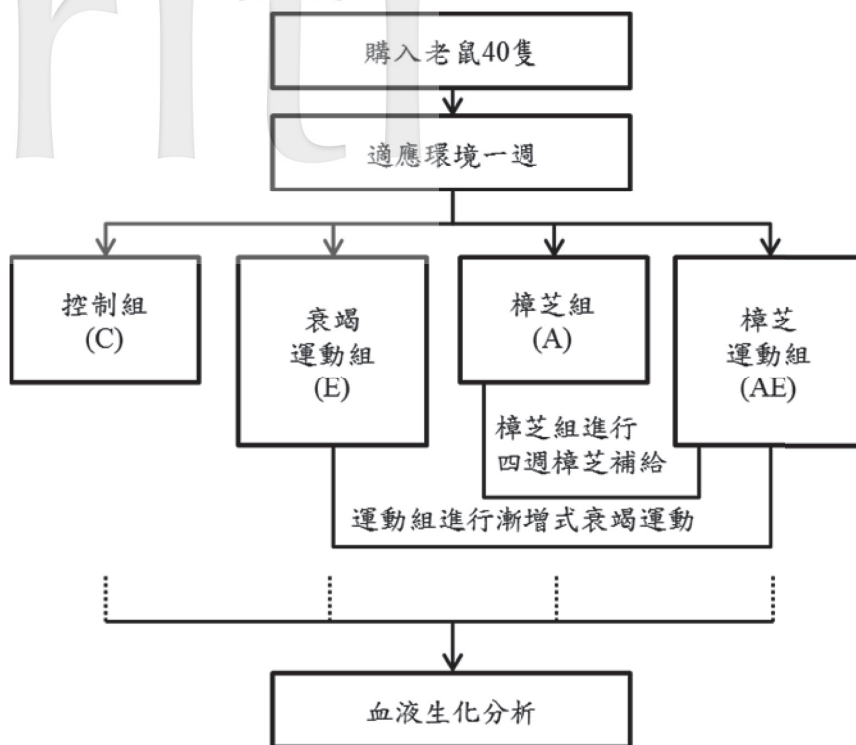 購入老鼠40隻
適應環境一週
控制組
(C)
衰竭
運動組
(E)
樟芝組
(A)
樟芝
運動組
(AE)
樟芝組進行
四週樟芝補給
運動組進行漸增式衰竭運動
血液生化分析